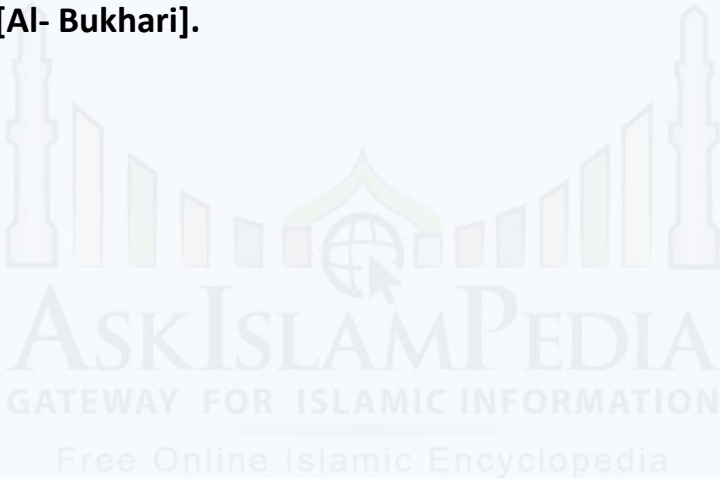 [Al- Bukhari].
ASKISLAMPEDIA
GATEWAY FOR ISLAMIC INFORMATION
Free Online Islamic Encyclopedia